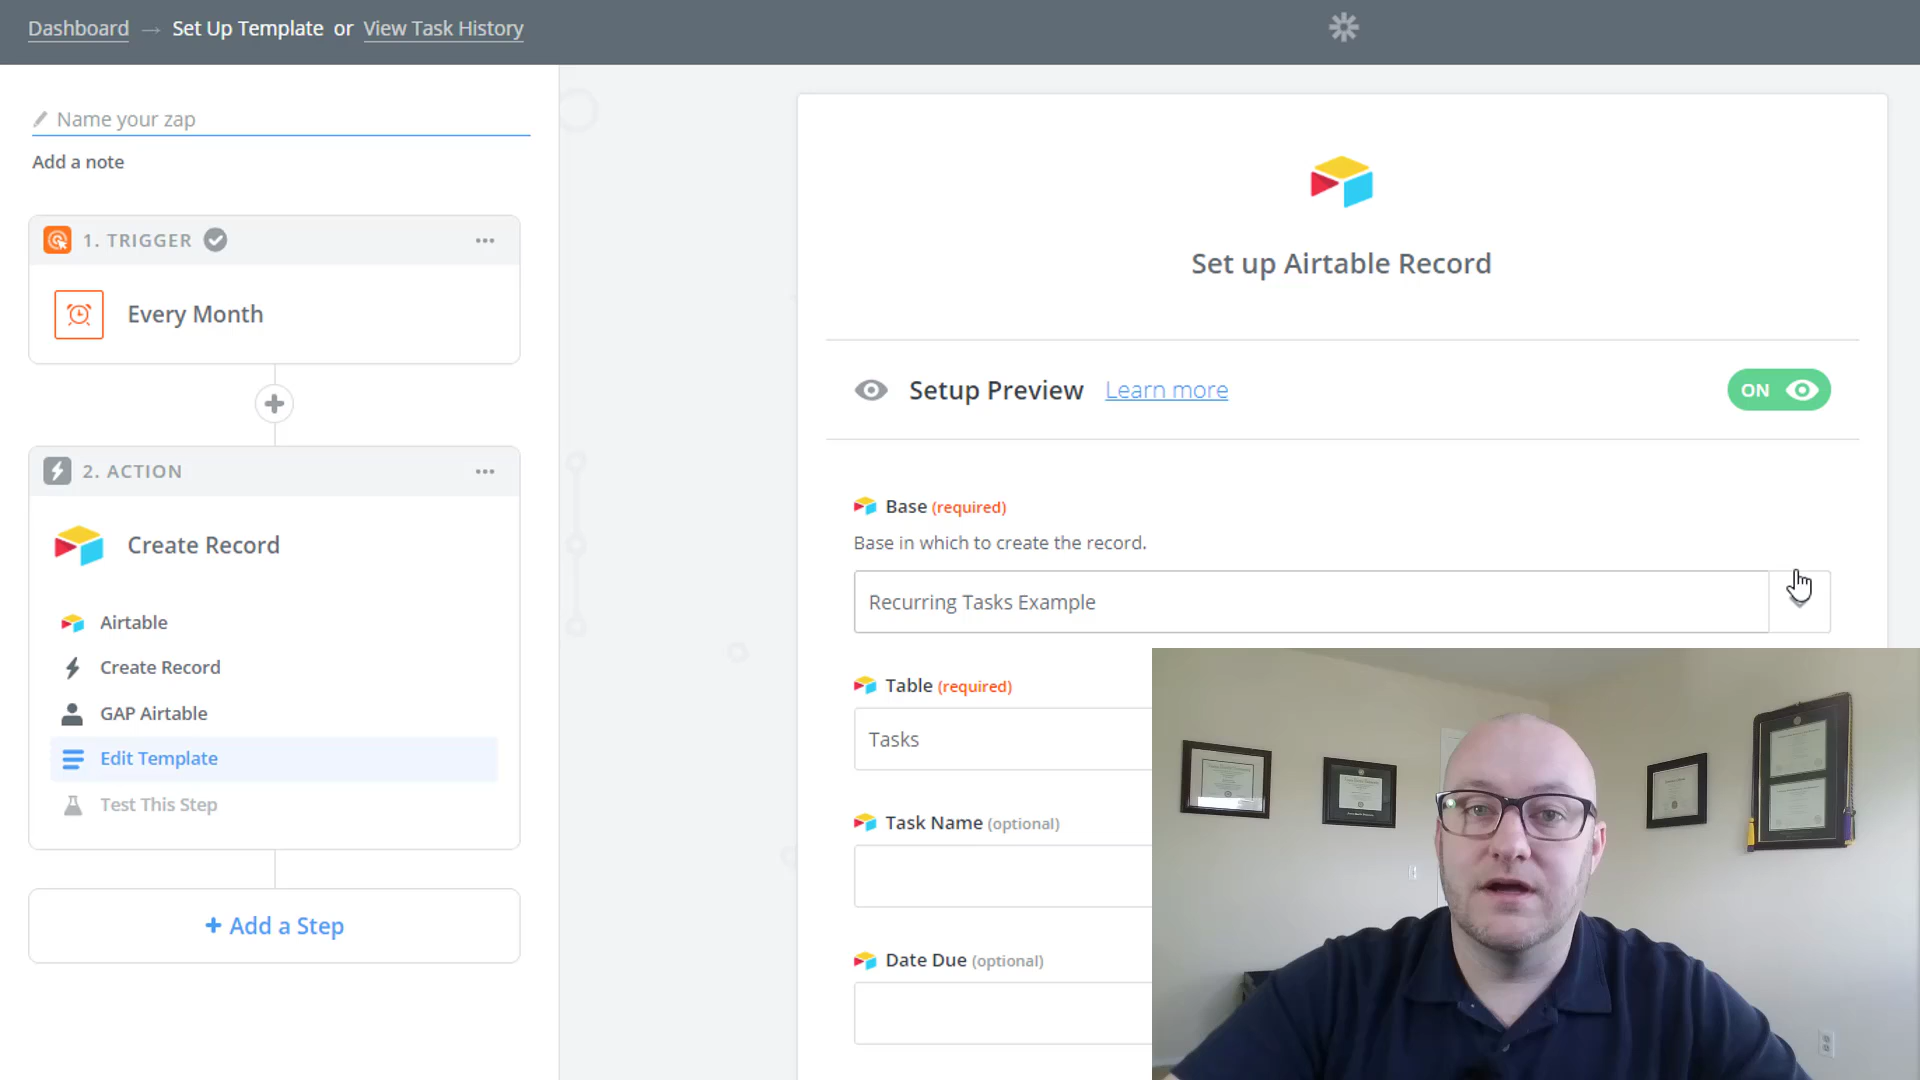 Dashboard → Set Up Template or View Task History
Name your zap
Add a note
1. TRIGGER
Every Month
2. ACTION
Create Record
Airtable
Create Record
GAP Airtable
Edit Template
Test This Step
+ Add a Step
Set up Airtable Record
Setup Preview Learn more
ON
Base (required)
Base in which to create the record.
Recurring Tasks Example
Table (required)
Tasks
Task Name (optional)
Date Due (optional)